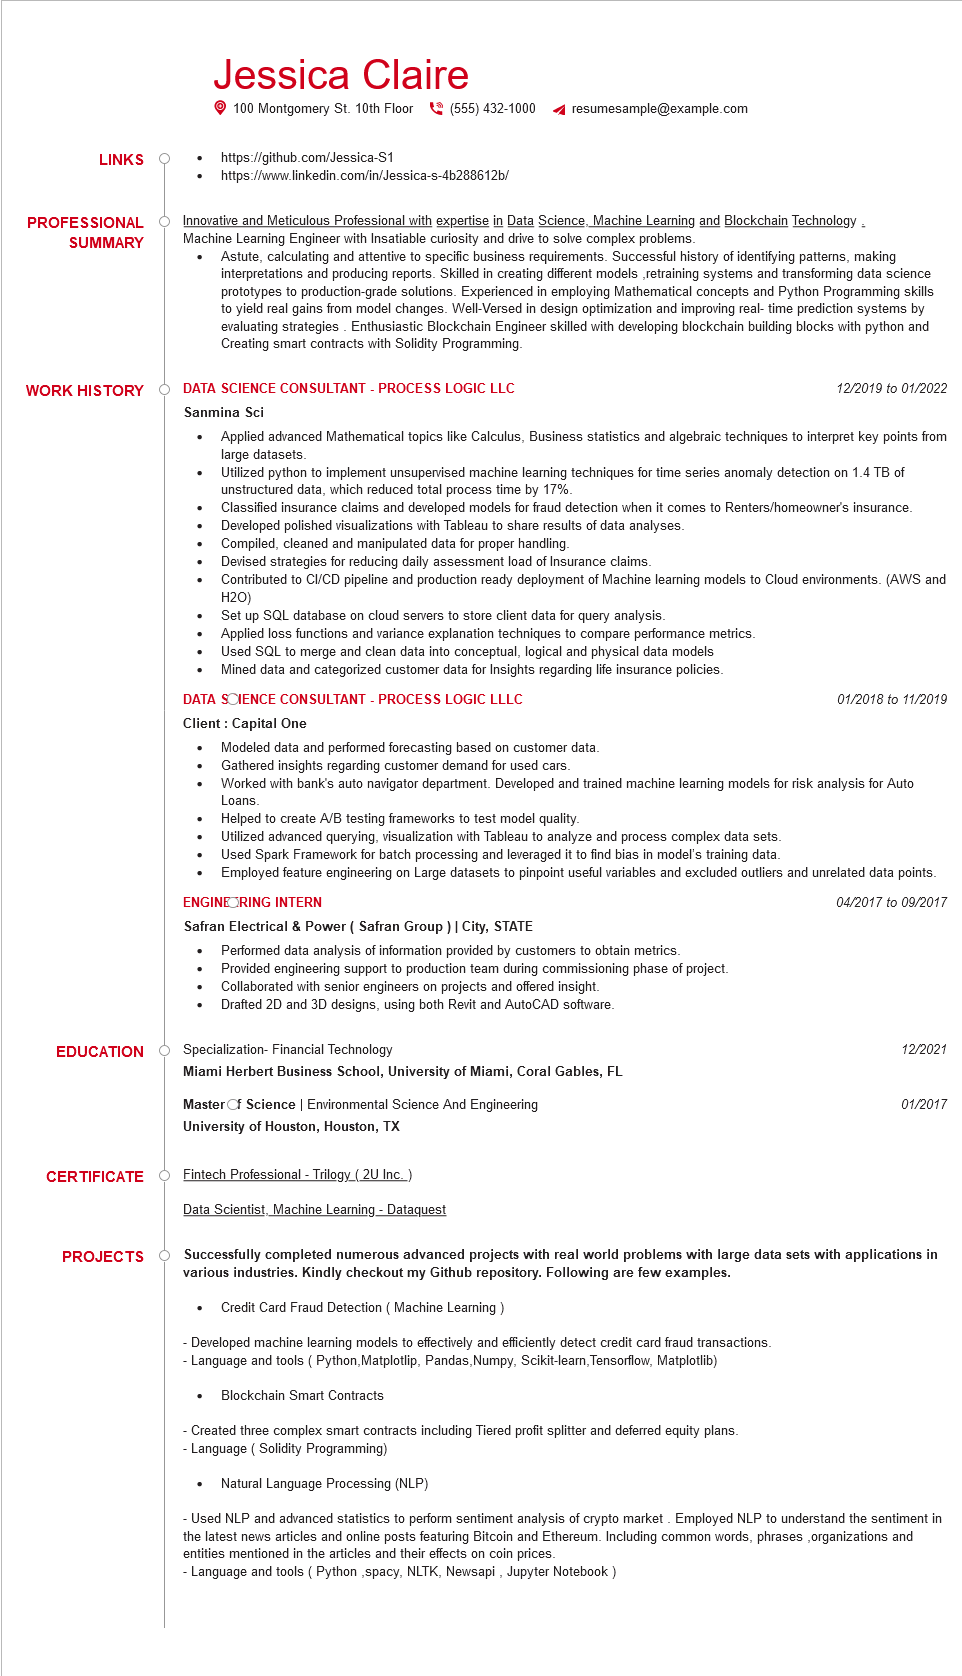 Jessica Claire
100 Montgomery St. 10th Floor (555) 432-1000 resumesample@example.com
LINKS
• https://github.com/Jessica-S1
• https://www.linkedin.com/in/Jessica-s-4b288612b/
PROFESSIONAL
SUMMARY
Innovative and Meticulous Professional with expertise in Data Science, Machine Learning and Blockchain Technology .
Machine Learning Engineer with Insatiable curiosity and drive to solve complex problems.
• Astute, calculating and attentive to specific business requirements. Successful history of identifying patterns, making
interpretations and producing reports. Skilled in creating different models ,retraining systems and transforming data science
prototypes to production-grade solutions. Experienced in employing Mathematical concepts and Python Programming skills
to yield real gains from model changes. Well-Versed in design optimization and improving real- time prediction systems by
evaluating strategies . Enthusiastic Blockchain Engineer skilled with developing blockchain building blocks with python and
Creating smart contracts with Solidity Programming.
WORK HISTORY
DATA SCIENCE CONSULTANT - PROCESS LOGIC LLC 12/2019 to 01/2022
Sanmina Sci
• Applied advanced Mathematical topics like Calculus, Business statistics and algebraic techniques to interpret key points from
large datasets.
• Utilized python to implement unsupervised machine learning techniques for time series anomaly detection on 1.4 TB of
unstructured data, which reduced total process time by 17%.
• Classified insurance claims and developed models for fraud detection when it comes to Renters/homeowner's insurance.
• Developed polished visualizations with Tableau to share results of data analyses.
• Compiled, cleaned and manipulated data for proper handling.
• Devised strategies for reducing daily assessment load of Insurance claims.
• Contributed to CI/CD pipeline and production ready deployment of Machine learning models to Cloud environments. (AWS and
H2O)
• Set up SQL database on cloud servers to store client data for query analysis.
• Applied loss functions and variance explanation techniques to compare performance metrics.
• Used SQL to merge and clean data into conceptual, logical and physical data models
• Mined data and categorized customer data for Insights regarding life insurance policies.
DATA SCIENCE CONSULTANT - PROCESS LOGIC LLLC 01/2018 to 11/2019
Client : Capital One
• Modeled data and performed forecasting based on customer data.
• Gathered insights regarding customer demand for used cars.
• Worked with bank's auto navigator department. Developed and trained machine learning models for risk analysis for Auto
Loans.
• Helped to create A/B testing frameworks to test model quality.
• Utilized advanced querying, visualization with Tableau to analyze and process complex data sets.
• Used Spark Framework for batch processing and leveraged it to find bias in model's training data.
• Employed feature engineering on Large datasets to pinpoint useful variables and excluded outliers and unrelated data points.
ENGINEERING INTERN 04/2017 to 09/2017
Safran Electrical & Power ( Safran Group ) | City, STATE
• Performed data analysis of information provided by customers to obtain metrics.
• Provided engineering support to production team during commissioning phase of project.
• Collaborated with senior engineers on projects and offered insight.
• Drafted 2D and 3D designs, using both Revit and AutoCAD software.
EDUCATION
Specialization- Financial Technology 12/2021
Miami Herbert Business School, University of Miami, Coral Gables, FL
Master of Science | Environmental Science And Engineering 01/2017
University of Houston, Houston, TX
CERTIFICATE
Fintech Professional - Trilogy ( 2U Inc. )
Data Scientist, Machine Learning - Dataquest
PROJECTS
Successfully completed numerous advanced projects with real world problems with large data sets with applications in
various industries. Kindly checkout my Github repository. Following are few examples.
• Credit Card Fraud Detection ( Machine Learning )
- Developed machine learning models to effectively and efficiently detect credit card fraud transactions.
- Language and tools ( Python,Matplotlip, Pandas,Numpy, Scikit-learn,Tensorflow, Matplotlib)
• Blockchain Smart Contracts
- Created three complex smart contracts including Tiered profit splitter and deferred equity plans.
- Language ( Solidity Programming)
• Natural Language Processing (NLP)
- Used NLP and advanced statistics to perform sentiment analysis of crypto market . Employed NLP to understand the sentiment in
the latest news articles and online posts featuring Bitcoin and Ethereum. Including common words, phrases ,organizations and
entities mentioned in the articles and their effects on coin prices.
- Language and tools ( Python ,spacy, NLTK, Newsapi , Jupyter Notebook )